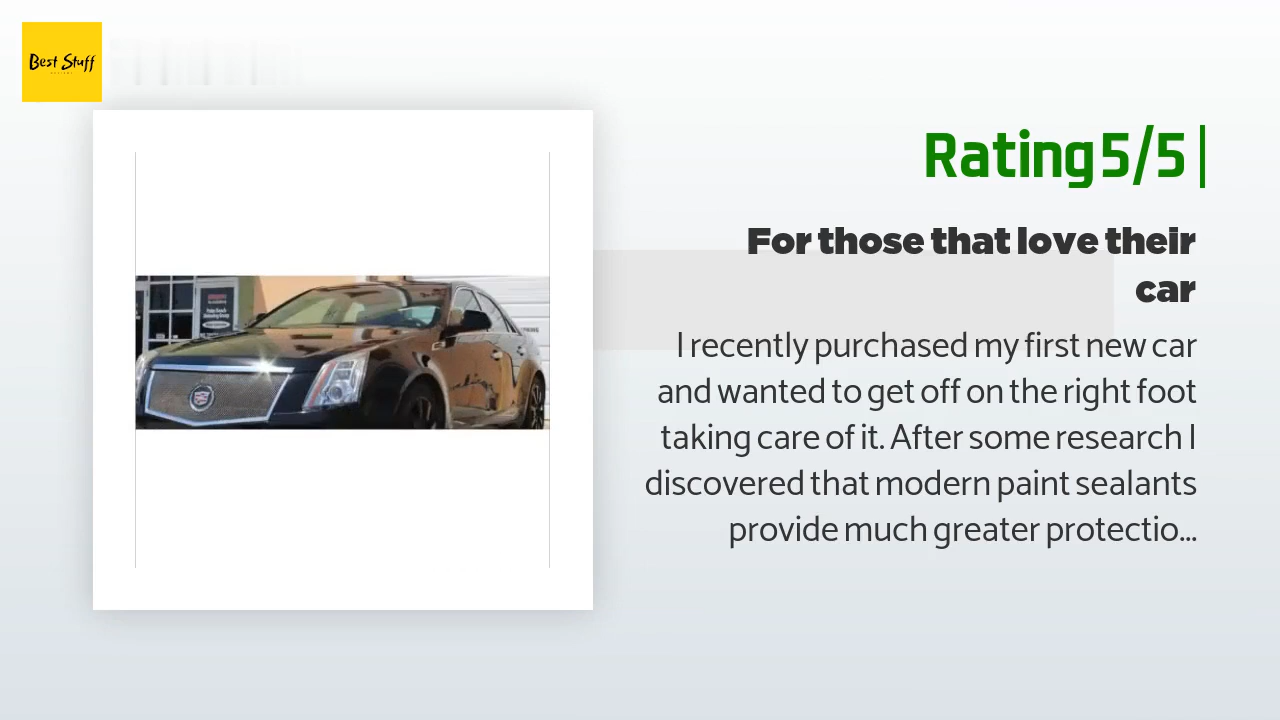 Best Stuff
Rating 5/5
For those that love their
car
I recently purchased my first new car
and wanted to get off on the right foot
taking care of it. After some research I
discovered that modern paint sealants
provide much greater protectio...